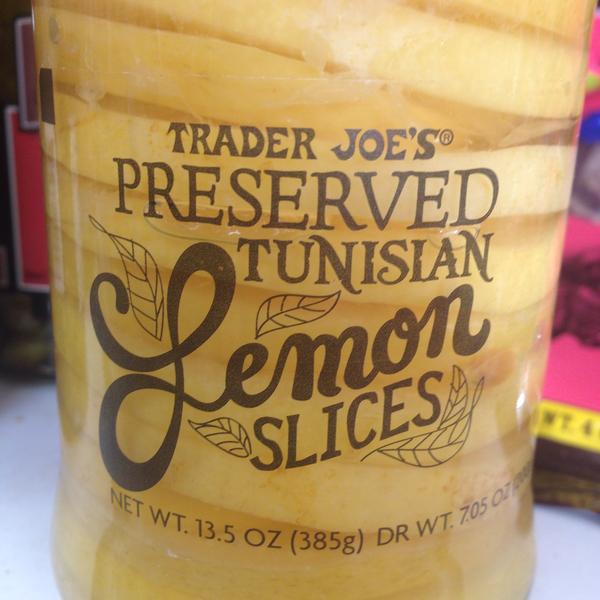 TRADER JOE'S®
PRESERVED
TUNISIAN
Lemon
SLICES
NET WT. 13.5 OZ (385g) DR WT. 7.05 OZ